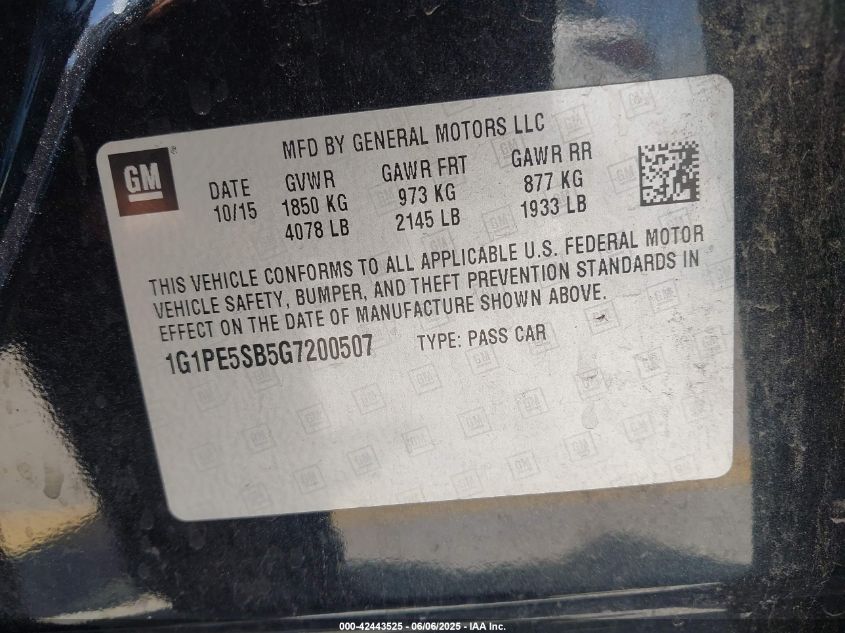 GM
MFD BY GENERAL MOTORS LLC
DATE GVWR GAWR FRT GAWR RR
10/15 1850 KG 973 KG 877 KG
4078 LB 2145 LB 1933 LB
THIS VEHICLE CONFORMS TO ALL APPLICABLE U.S. FEDERAL MOTOR
VEHICLE SAFETY, BUMPER, AND THEFT PREVENTION STANDARDS IN
EFFECT ON THE DATE OF MANUFACTURE SHOWN ABOVE.
1G1PE5SB5G7200507 TYPE: PASS CAR
000-42443525 - 06/06/2025 - IAA Inc.